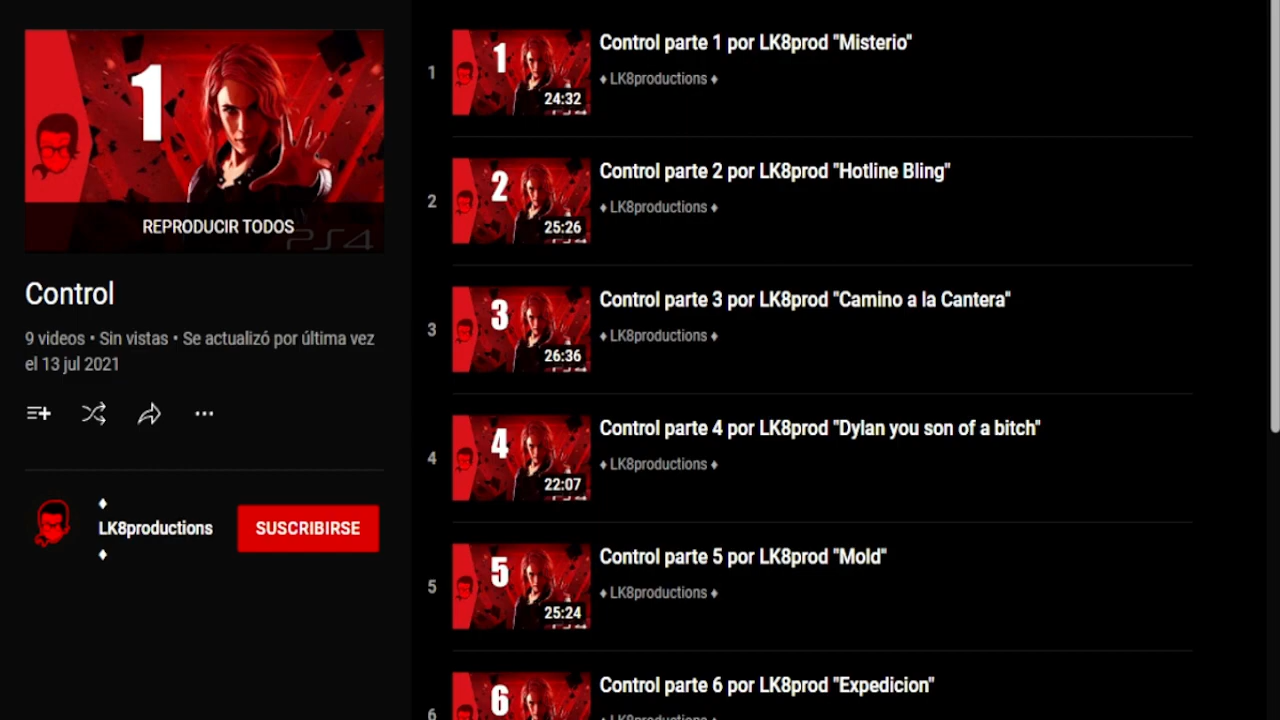 1
REPRODUCIR TODOS
PS4
Control
9 videos • Sin vistas • Se actualizó por última vez
el 13 jul 2021
♦
LK8productions
♦
SUSCRIBIRSE
1
1
24:32
Control parte 1 por LK8prod "Misterio"
♦ LK8productions ♦
2
2
25:26
Control parte 2 por LK8prod "Hotline Bling"
♦ LK8productions ♦
3
3
26:36
Control parte 3 por LK8prod "Camino a la Cantera"
♦ LK8productions ♦
4
4
22:07
Control parte 4 por LK8prod "Dylan you son of a bitch"
♦ LK8productions ♦
5
5
25:24
Control parte 5 por LK8prod "Mold"
♦ LK8productions ♦
6
6
Control parte 6 por LK8prod "Expedicion"
♦ LK8productions ♦